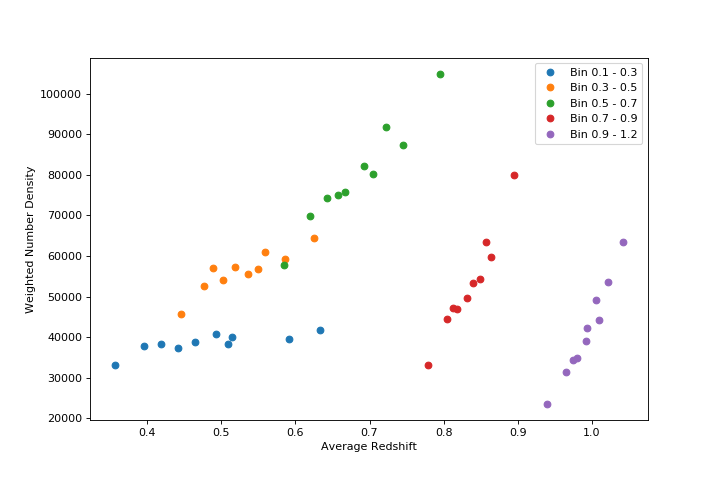 100000
90000
80000
70000
60000
50000
40000
30000
20000
Weighted Number Density
0.4 0.5 0.6 0.7 0.8 0.9 1.0
Average Redshift
Bin 0.1 - 0.3
Bin 0.3 - 0.5
Bin 0.5 - 0.7
Bin 0.7 - 0.9
Bin 0.9 - 1.2